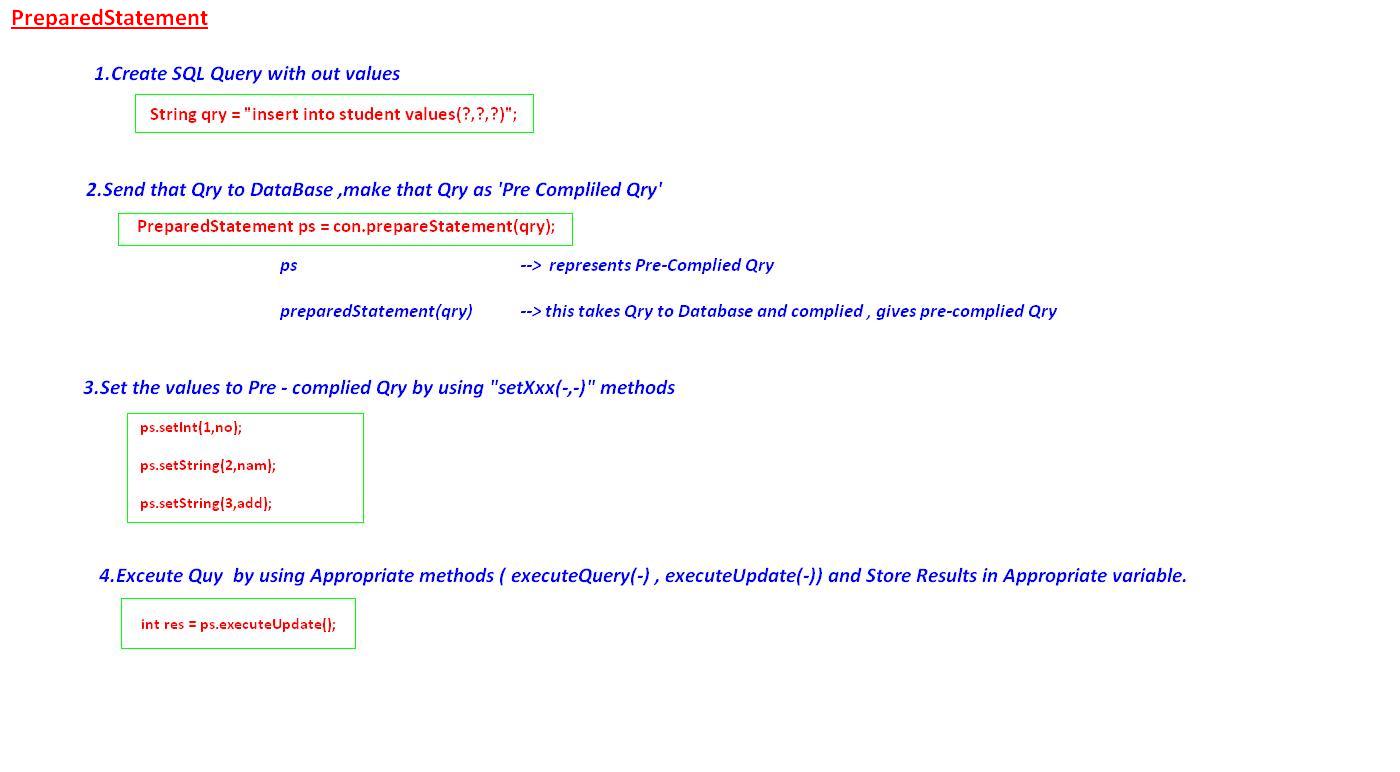 PreparedStatement
1.Create SQL Query with out values
String qry = "insert into student values(?,?,?)";
2.Send that Qry to DataBase ,make that Qry as 'Pre Compliled Qry'
PreparedStatement ps = con.prepareStatement(qry);
ps --> represents Pre-Complied Qry
preparedStatement(qry) --> this takes Qry to Database and complied , gives pre-complied Qry
3.Set the values to Pre - complied Qry by using "setXxx(-,-)" methods
ps.setInt(1,no);
ps.setString(2,nam);
ps.setString(3,add);
4.Exceute Quy by using Appropriate methods ( executeQuery(-) , executeUpdate(-)) and Store Results in Appropriate variable.
int res = ps.executeUpdate();